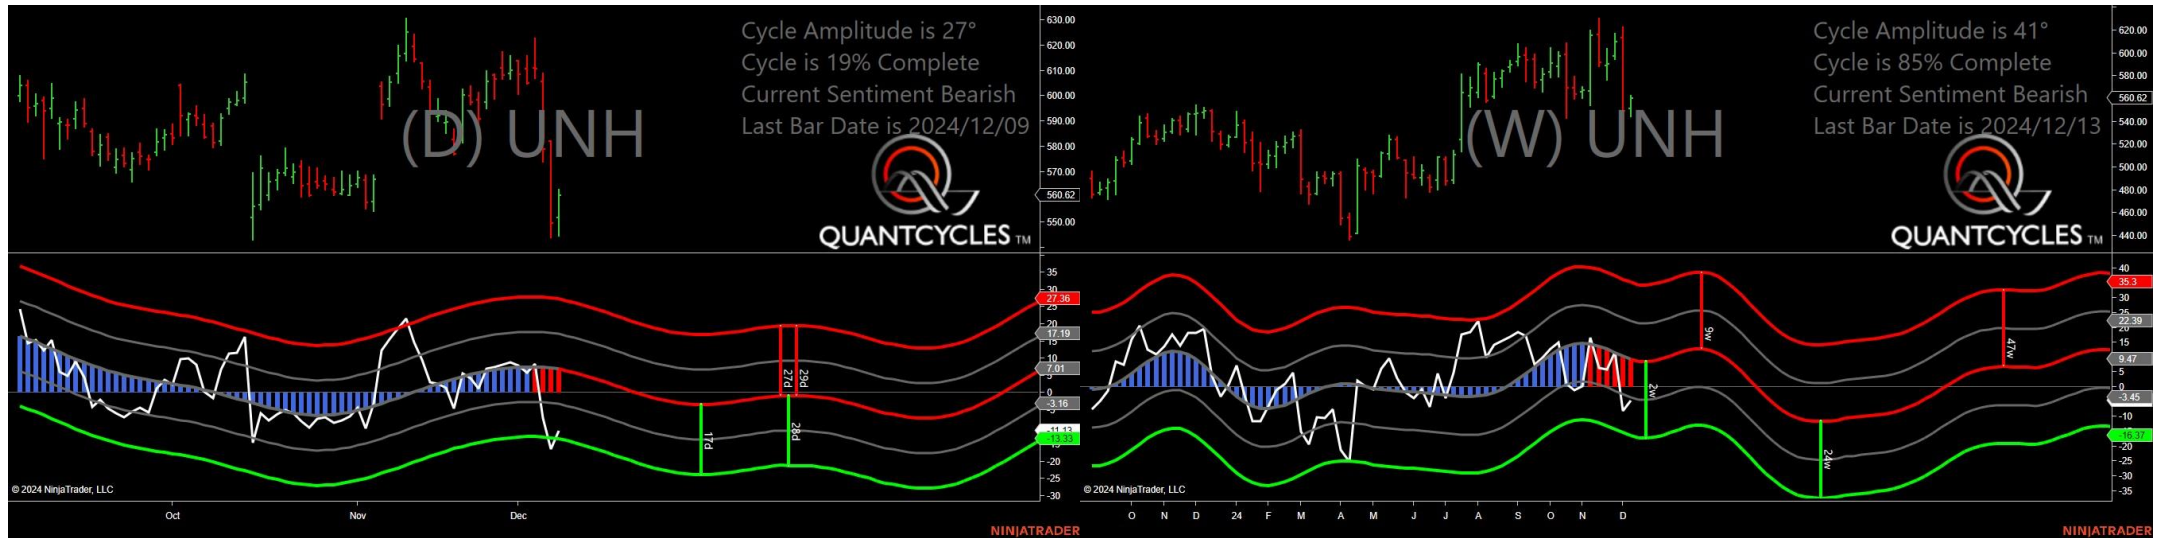 Cycle Amplitude is 27°
Cycle is 19% Complete
Current Sentiment Bearish
Last Bar Date is 2024/12/09
(D) UNH
QUANTCYCLES TM
630.00
620.00
610.00
600.00
590.00
580.00
570.00
560.62
550.00
35
30
27.36
20
17.19
15
10
7.01
5
0
-3.16
-11.13
-13.33
-20
-25
-30
17d
27d
29d
28d
© 2024 NinjaTrader, LLC
Oct Nov Dec
NINJATRADER
Cycle Amplitude is 41°
Cycle is 85% Complete
Current Sentiment Bearish
Last Bar Date is 2024/12/13
(W) UNH
QUANTCYCLES TM
620.00
600.00
580.00
560.62
540.00
520.00
500.00
480.00
460.00
440.00
40
35.3
30
22.39
20
15
9.47
5
0
-3.45
-10
-16.37
-20
-25
-30
-35
2w
9w
24w
47w
© 2024 NinjaTrader, LLC
O N D 24 F M A M J J A S O N D
NINJATRADER